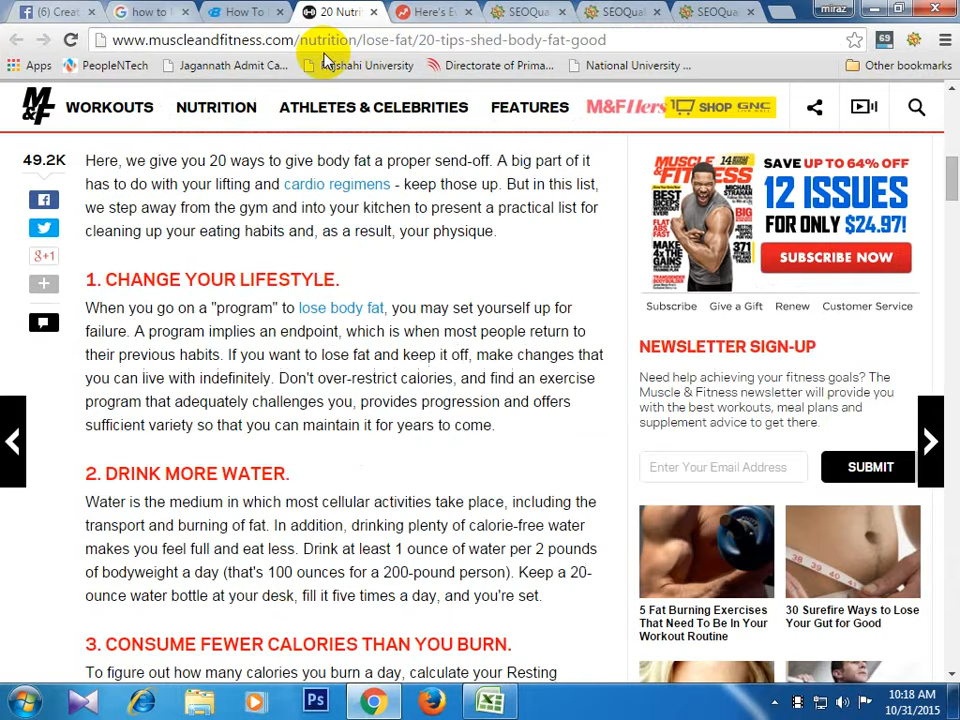 (7) Creat
how to
How To
20 Nutri
Here's E
SEOQua
SEOQual
SEOQua
miraz
www.muscleandfitness.com/nutrition/lose-fat/20-tips-shed-body-fat-good
69
Apps
PeopleNTech
Jagannath Admit Ca...
University
Directorate of Prima...
National University ...
Other bookmarks
M&F
WORKOUTS
NUTRITION
ATHLETES & CELEBRITIES
FEATURES
M&F Hers
SHOP GNC
49.2K
g+1
Here, we give you 20 ways to give body fat a proper send-off. A big part of it
has to do with your lifting and cardio regimens - keep those up. But in this list,
we step away from the gym and into your kitchen to present a practical list for
cleaning up your eating habits and, as a result, your physique.
1. CHANGE YOUR LIFESTYLE.
When you go on a "program" to lose body fat, you may set yourself up for
failure. A program implies an endpoint, which is when most people return to
their previous habits. If you want to lose fat and keep it off, make changes that
you can live with indefinitely. Don't over-restrict calories, and find an exercise
program that adequately challenges you, provides progression and offers
sufficient variety so that you can maintain it for years to come.
2. DRINK MORE WATER.
Water is the medium in which most cellular activities take place, including the
transport and burning of fat. In addition, drinking plenty of calorie-free water
makes you feel full and eat less. Drink at least 1 ounce of water per 2 pounds
of bodyweight a day (that's 100 ounces for a 200-pound person). Keep a 20-
ounce water bottle at your desk, fill it five times a day, and you're set.
3. CONSUME FEWER CALORIES THAN YOU BURN.
To figure out how many calories you burn a day, calculate your Resting
MUSCLE
& FITNESS
MICHAEL
STRAHAN
SAVE UP TO 64% OFF
12 ISSUES
FOR ONLY $24.97!
SUBSCRIBE NOW
Subscribe
Give a Gift
Renew
Customer Service
NEWSLETTER SIGN-UP
Need help achieving your fitness goals? The
Muscle & Fitness newsletter will provide you
with the best workouts, meal plans and
supplement advice to get there.
Enter Your Email Address
SUBMIT
5 Fat Burning Exercises
That Need To Be In Your
Workout Routine
30 Surefire Ways to Lose
Your Gut for Good
Ps
10:18 AM
10/31/2015